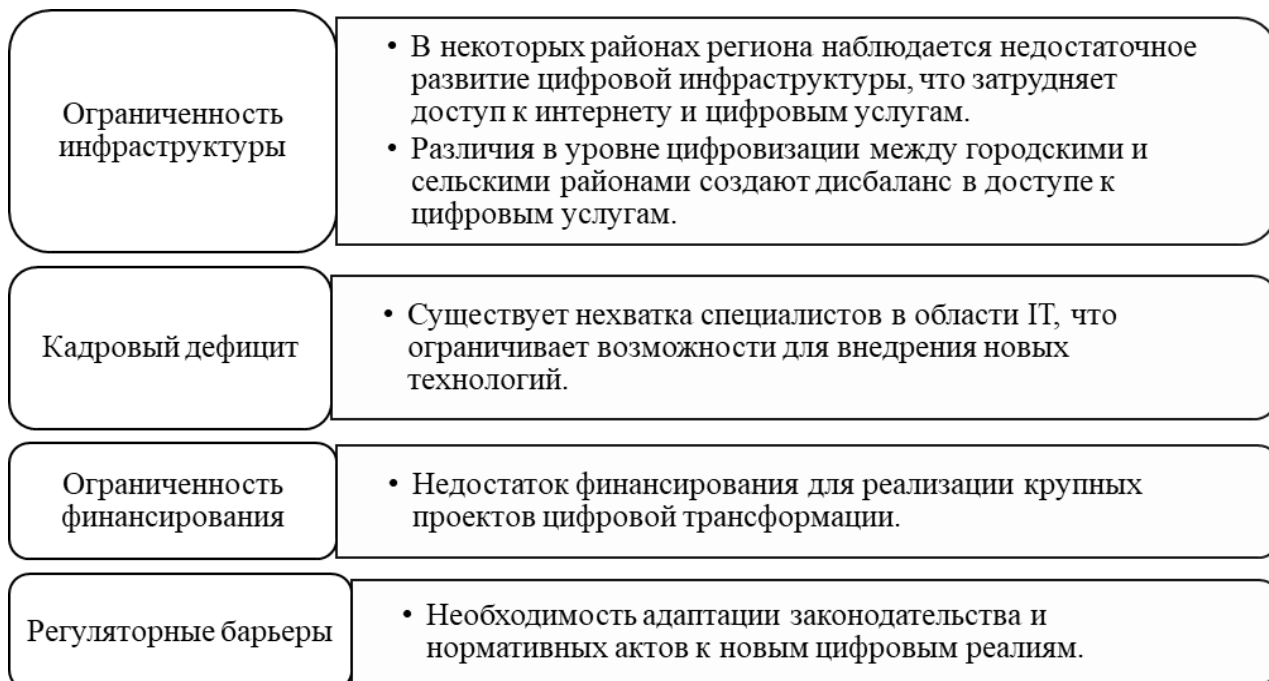 Ограниченность
инфраструктуры
• В некоторых районах региона наблюдается недостаточное
развитие цифровой инфраструктуры, что затрудняет
доступ к интернету и цифровым услугам.
• Различия в уровне цифровизации между городскими и
сельскими районами создают дисбаланс в доступе к
цифровым услугам.
Кадровый дефицит
• Существует нехватка специалистов в области IT, что
ограничивает возможности для внедрения новых
технологий.
Ограниченность
финансирования
• Недостаток финансирования для реализации крупных
проектов цифровой трансформации.
Регуляторные барьеры
• Необходимость адаптации законодательства и
нормативных актов к новым цифровым реалиям.